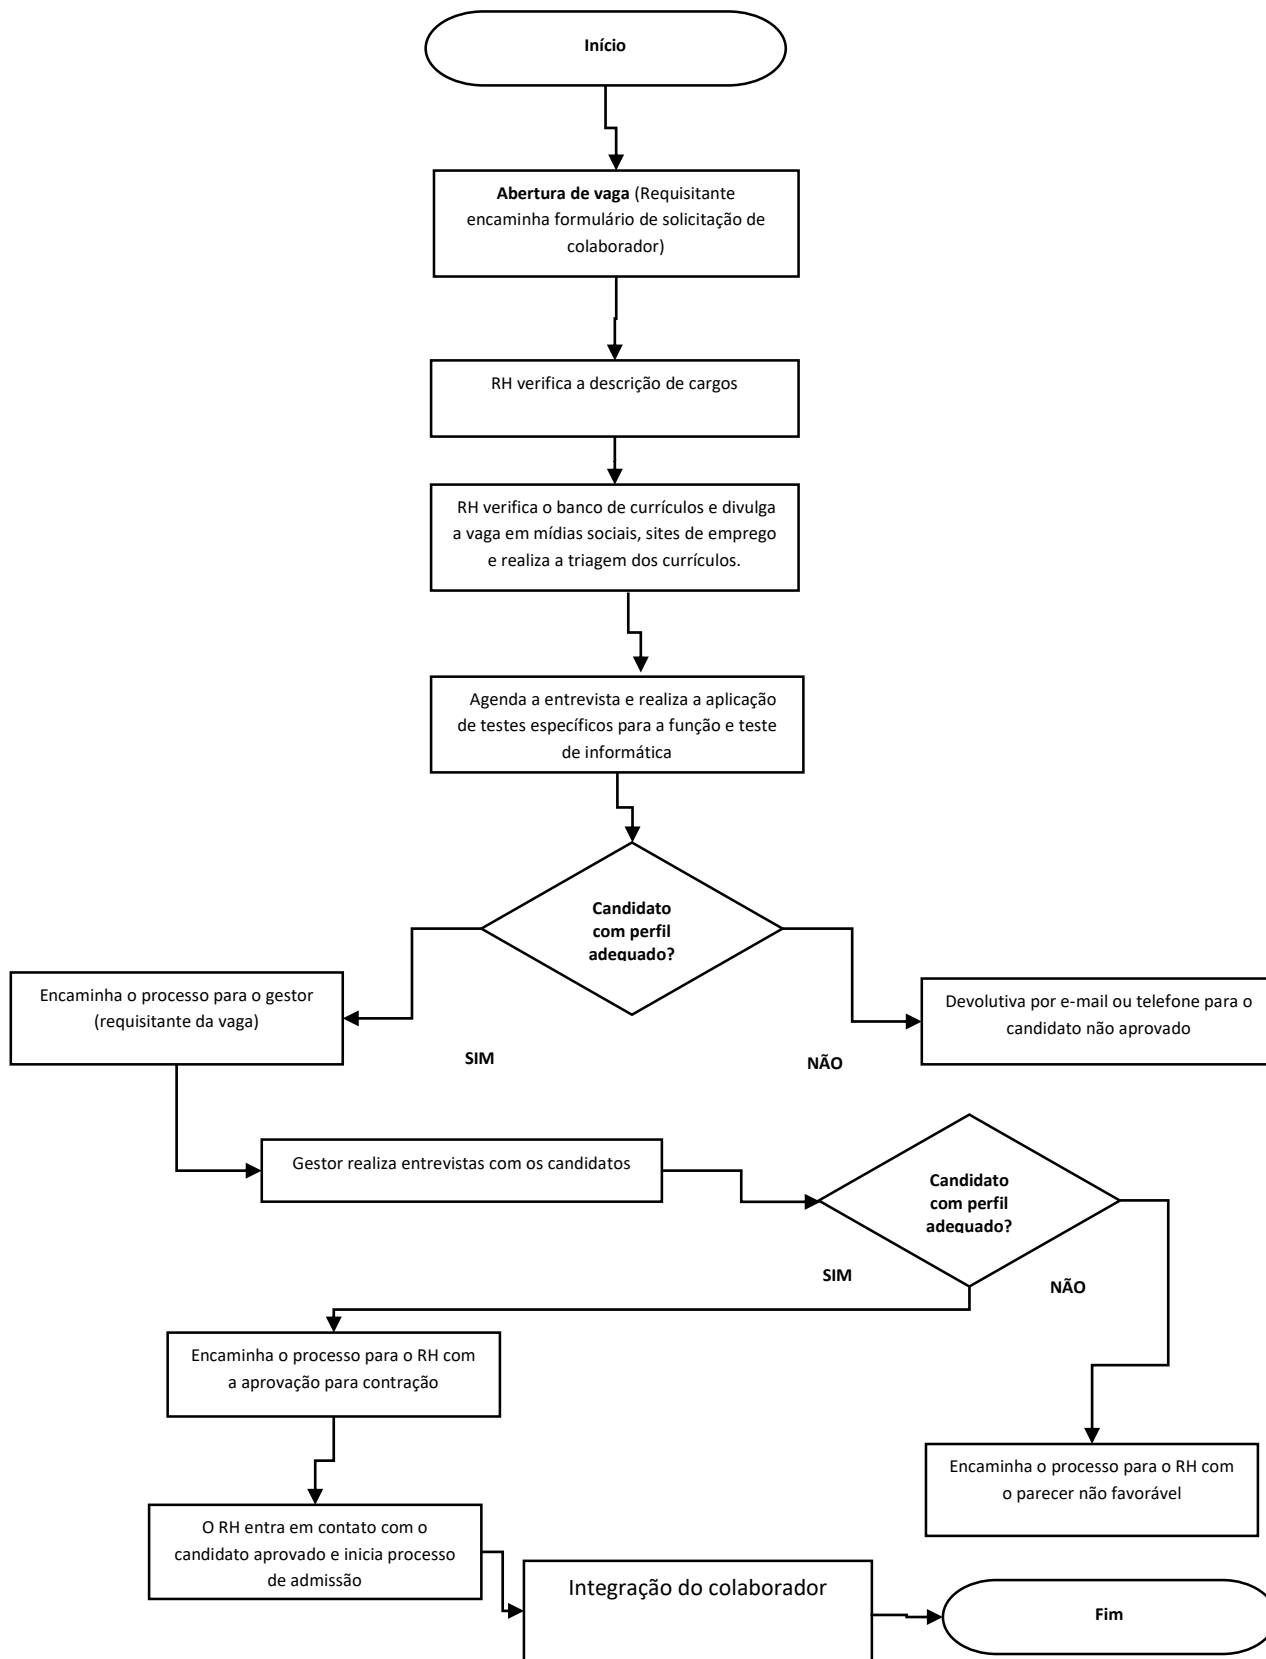 Início
Abertura de vaga (Requisitante
encaminha formulário de solicitação de
colaborador)
RH verifica a descrição de cargos
RH verifica o banco de currículos e divulga
a vaga em mídias sociais, sites de emprego
e realiza a triagem dos currículos.
Agenda a entrevista e realiza a aplicação
de testes específicos para a função e teste
de informática
Candidato
com perfil
adequado?
Encaminha o processo para o gestor
(requisitante da vaga)
Devolutiva por e-mail ou telefone para o
candidato não aprovado
SIM
NÃO
Gestor realiza entrevistas com os candidatos
Candidato
com perfil
adequado?
SIM
NÃO
Encaminha o processo para o RH com
a aprovação para contração
Encaminha o processo para o RH com
o parecer não favorável
O RH entra em contato com o
candidato aprovado e inicia processo
de admissão
Integração do colaborador
Fim